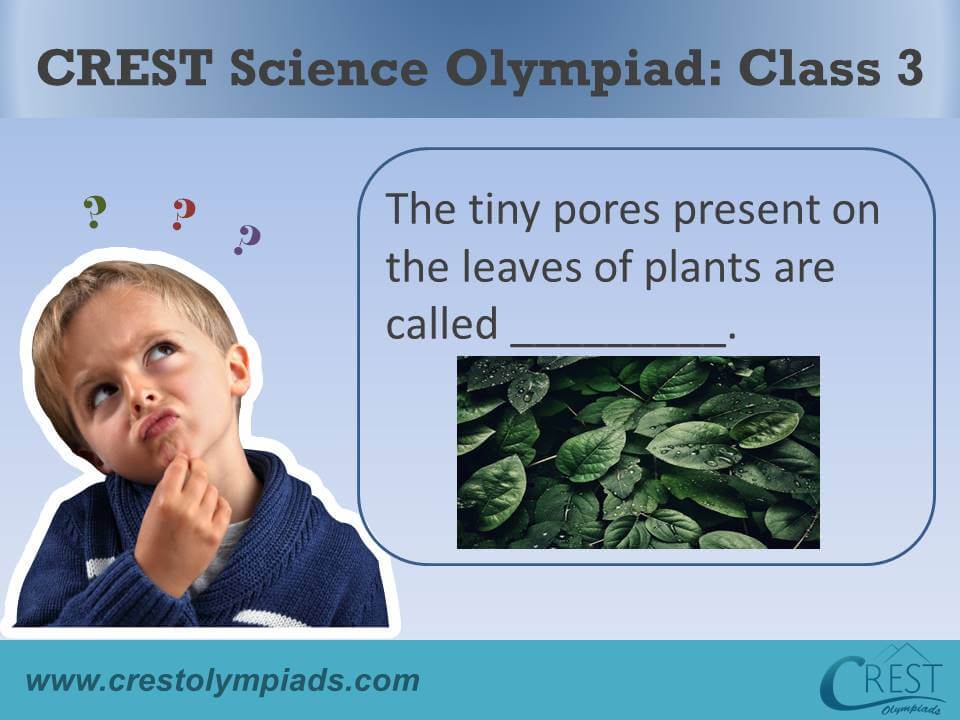 CREST Science Olympiad: Class 3
? ? ?
The tiny pores present on
the leaves of plants are
called _________.
www.crestolympiads.com
CREST
Olympiads